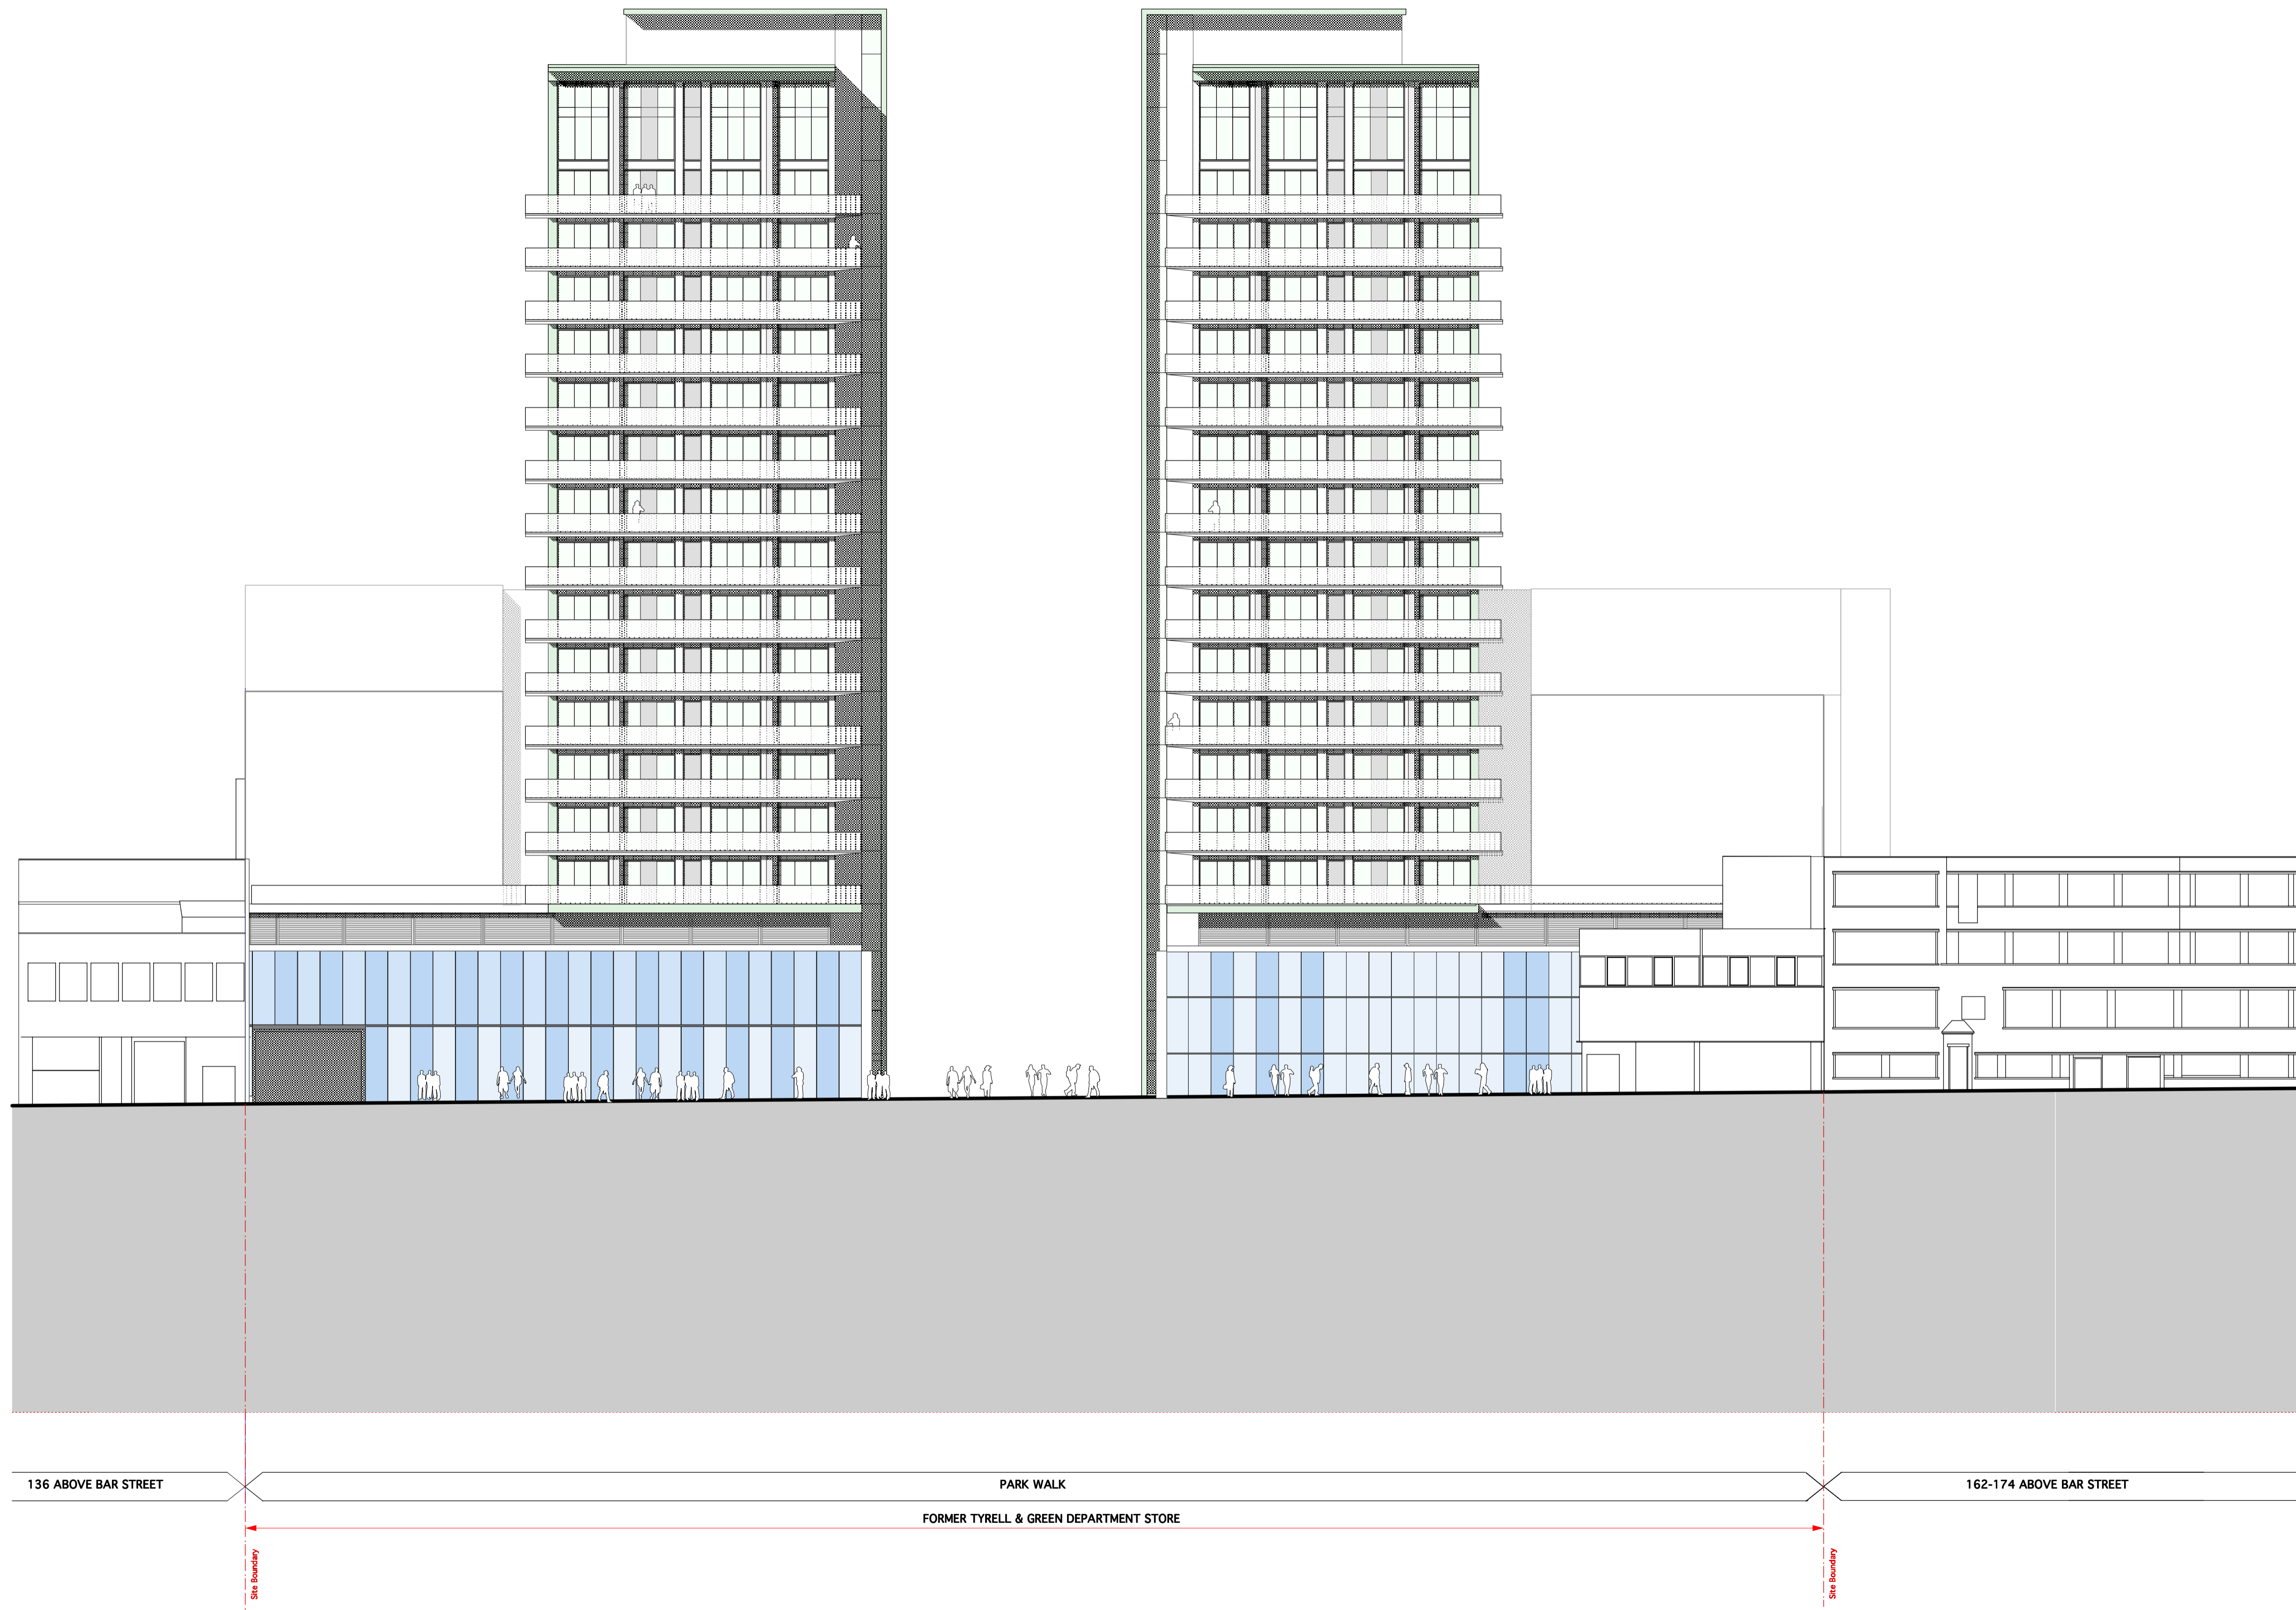 136 ABOVE BAR STREET
PARK WALK
162-174 ABOVE BAR STREET
FORMER TYRELL & GREEN DEPARTMENT STORE
Site Boundary
Site Boundary